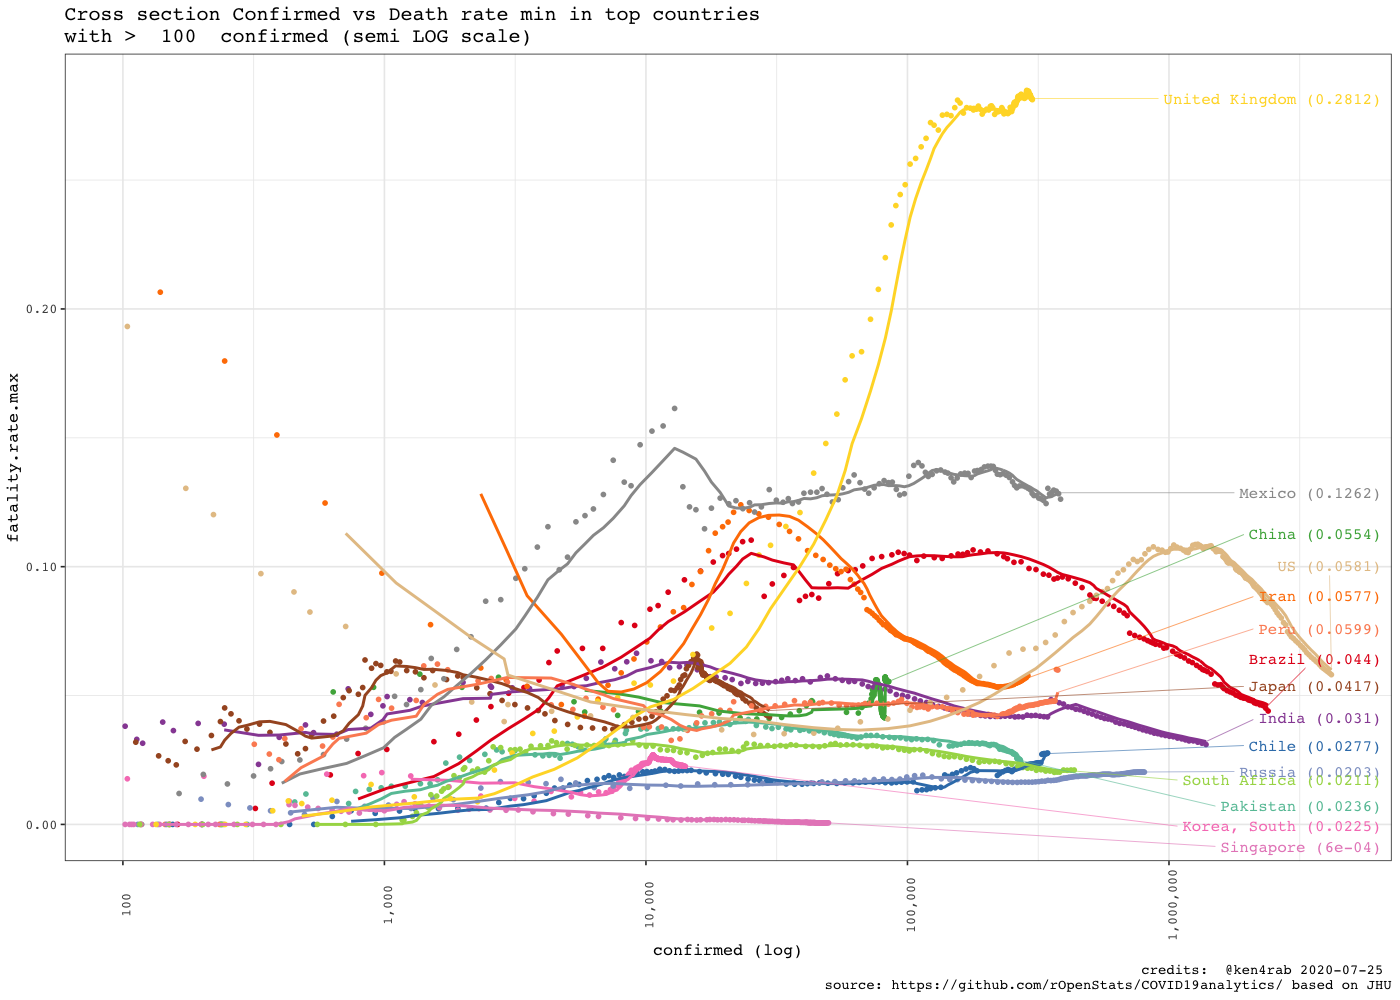 Cross section Confirmed vs Death rate min in top countries
with >  100  confirmed (semi LOG scale)
fatality.rate.max
0.20
0.10
0.00
United Kingdom (0.2812)
Mexico (0.1262)
China (0.0554)
US (0.0581)
Iran (0.0577)
Peru (0.0599)
Brazil (0.044)
Japan (0.0417)
India (0.031)
Chile (0.0277)
Russia (0.0203)
South Africa (0.0211)
Pakistan (0.0236)
Korea, South (0.0225)
Singapore (6e-04)
100
1,000
10,000
100,000
1,000,000
confirmed (log)
credits:  @ken4rab 2020-07-25
source: https://github.com/rOpenStats/COVID19analytics/ based on JHU